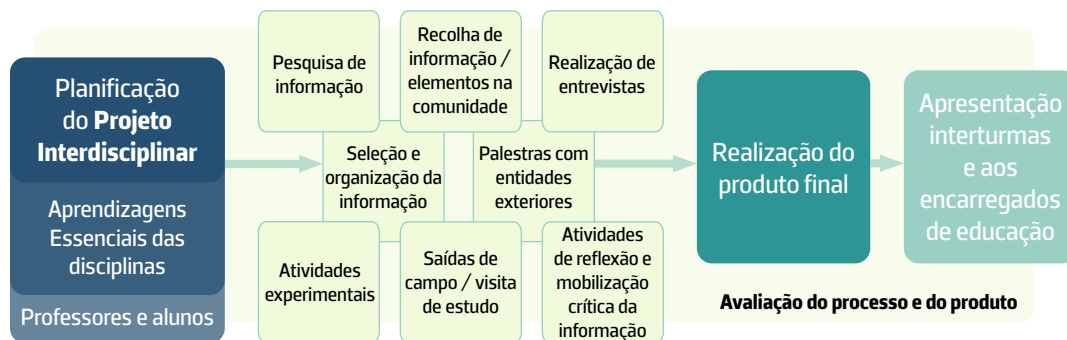 Planificação
do Projeto
Interdisciplinar
Aprendizagens
Essenciais das
disciplinas
Professores e alunos
Pesquisa de
informação
Recolha de
informação /
elementos na
comunidade
Realização de
entrevistas
Seleção e
organização da
informação
Palestras com
entidades
exteriores
Atividades
experimentais
Saídas de
campo / visita
de estudo
Atividades
de reflexão e
mobilização
crítica da
informação
Realização do
produto final
Apresentação
interturmas
e aos
encarregados
de educação
Avaliação do processo e do produto